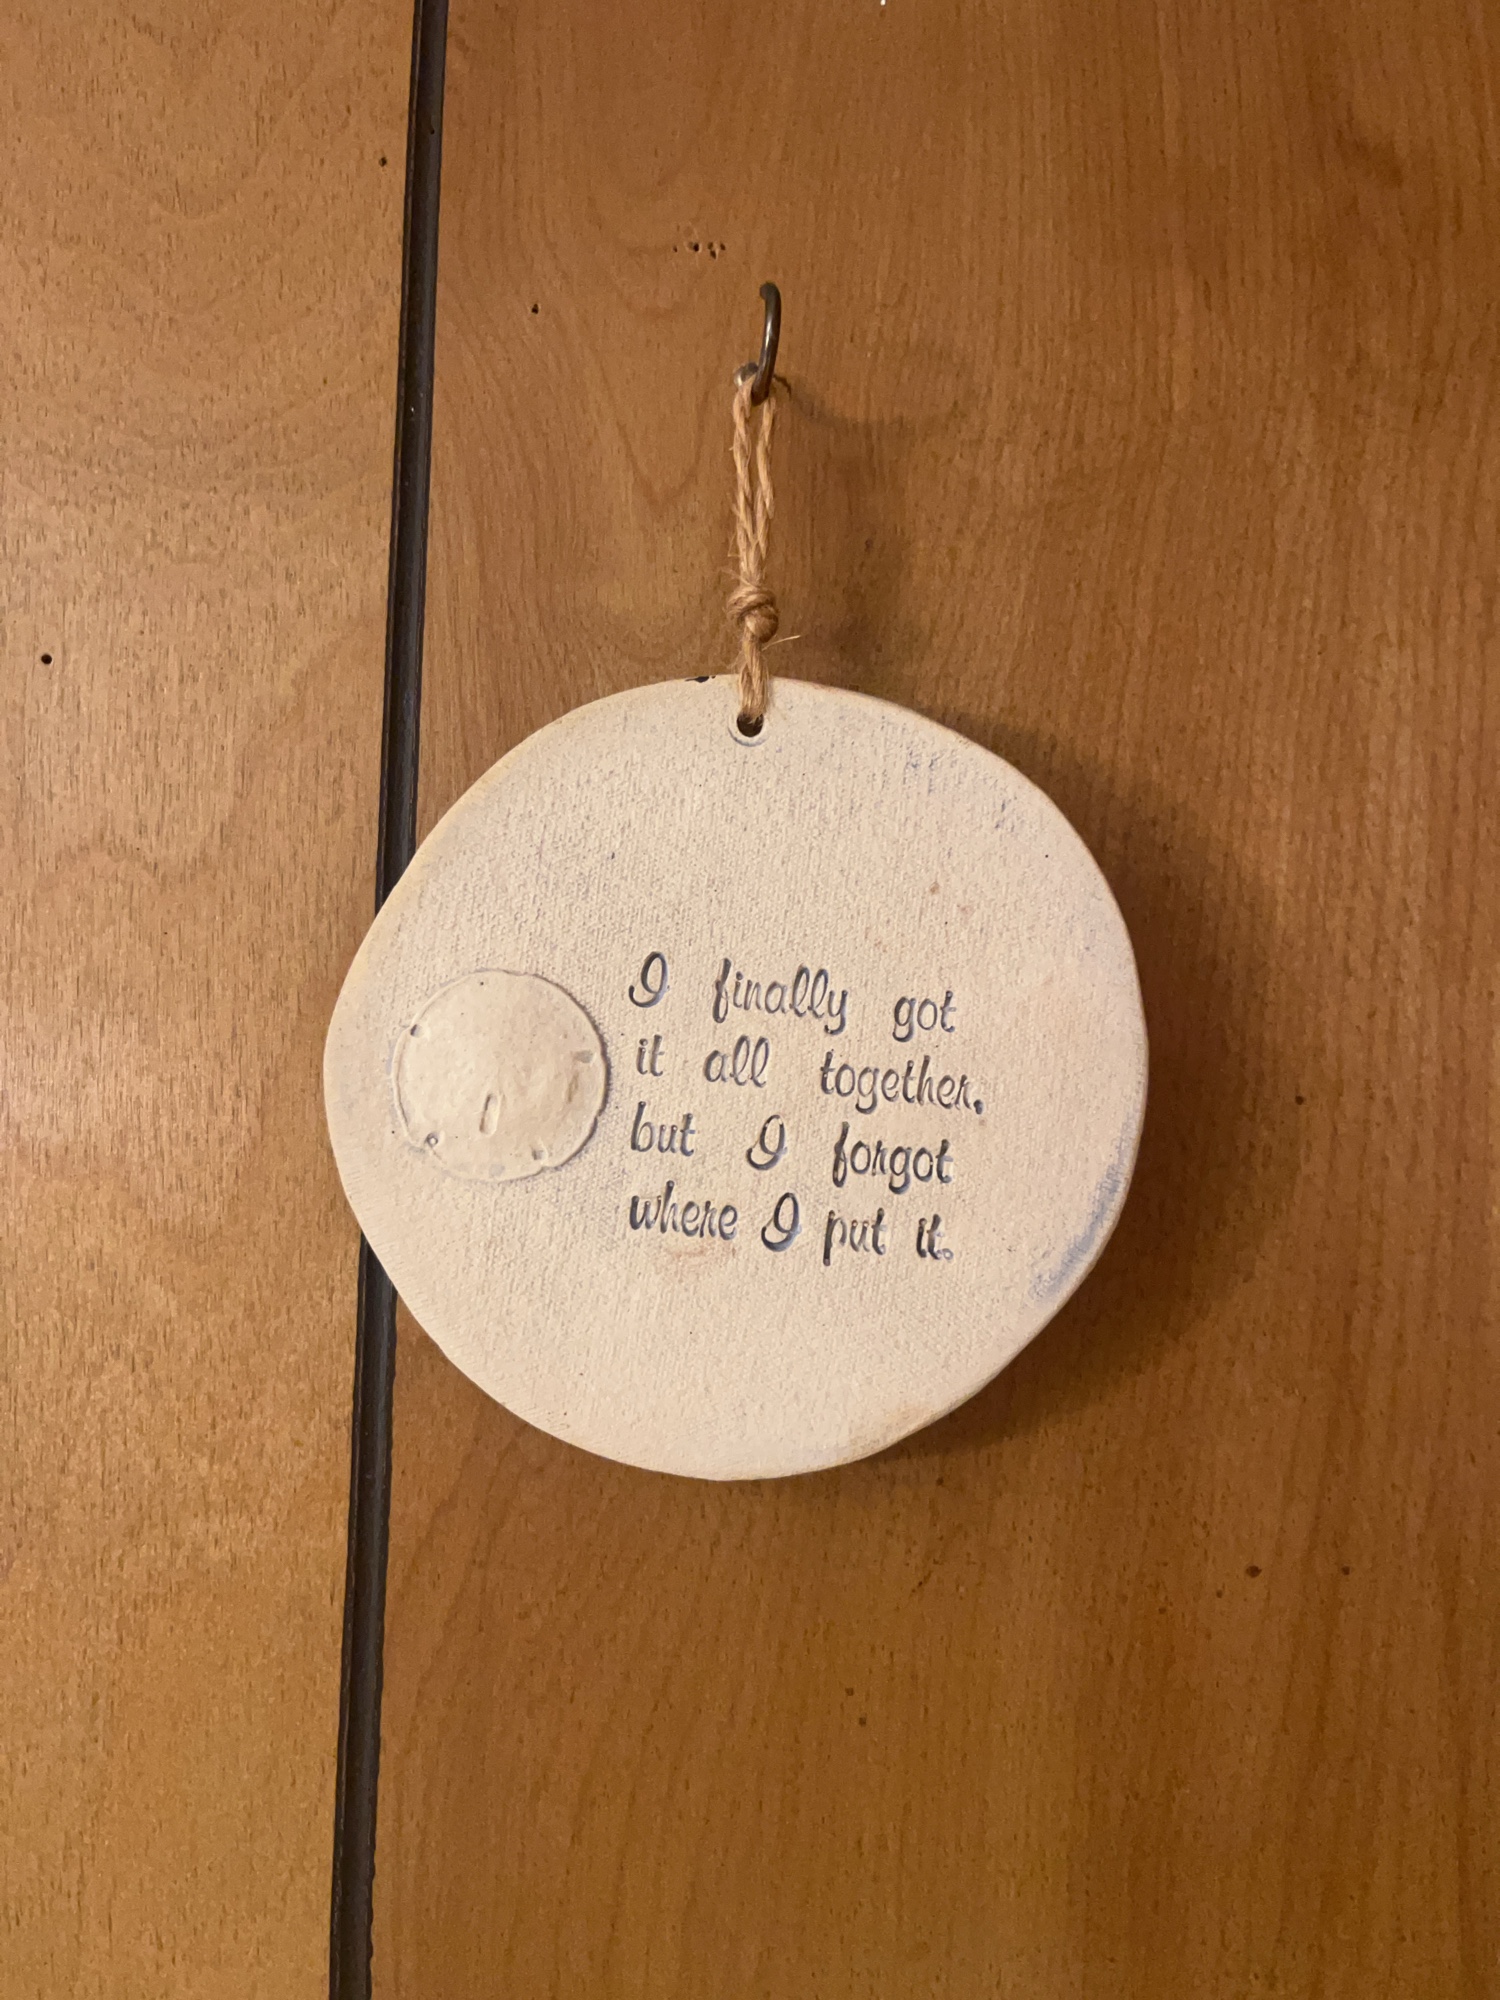 I finally got
it all together,
but I forgot
where I put it.